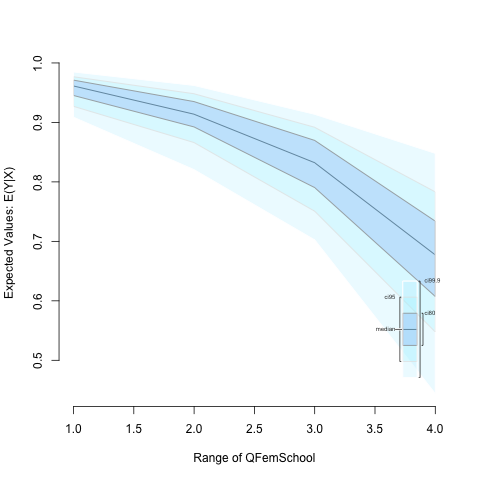 Expected Values: E(Y|X)
1.0
0.9
0.8
0.7
0.6
0.5
ci99.9
ci95
ci80
median
1.0 1.5 2.0 2.5 3.0 3.5 4.0
Range of QFemSchool